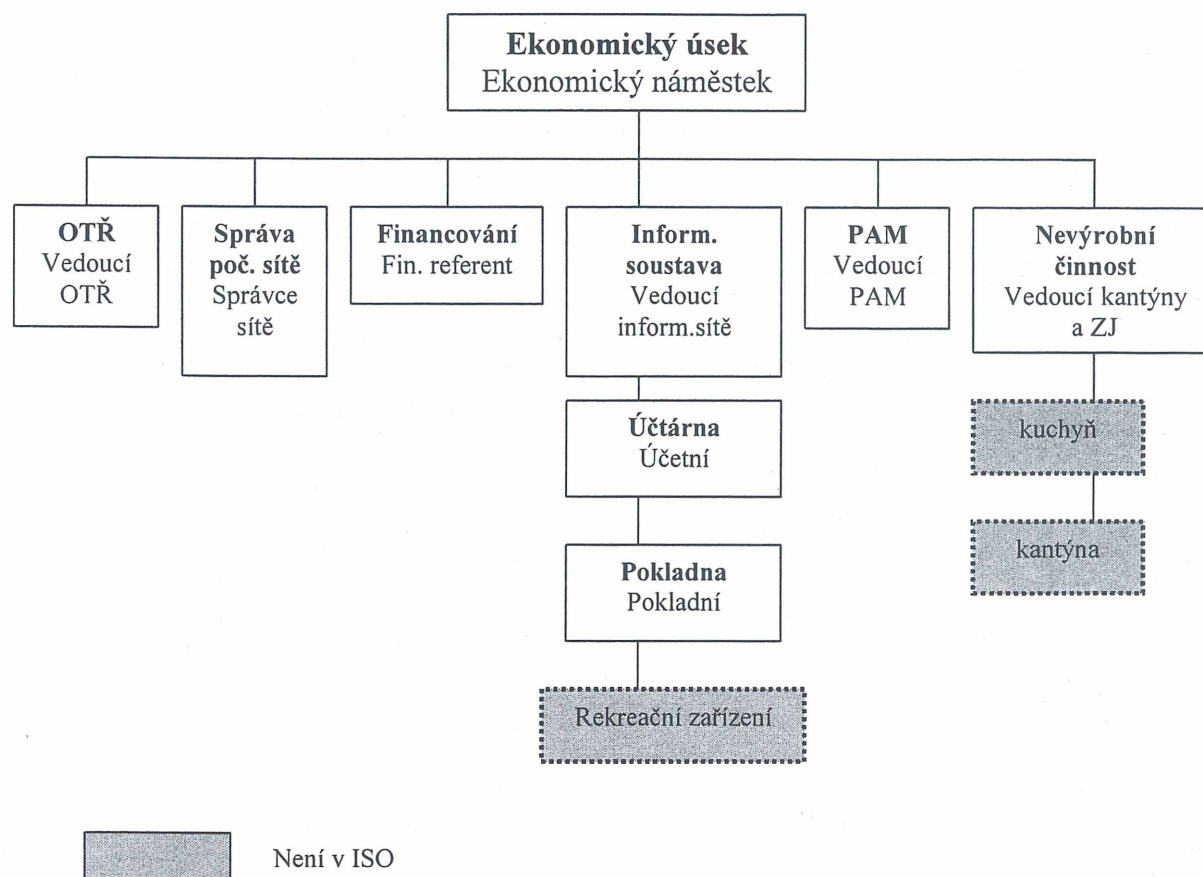 Ekonomický úsek
Ekonomický náměstek
OTŘ
Vedoucí
OTŘ
Správa
poč. sítě
Správce
sítě
Financování
Fin. referent
Inform.
soustava
Vedoucí
inform.sítě
PAM
Vedoucí
PAM
Nevýrobní
činnost
Vedoucí kantýny
a ZJ
Účtárna
Účetní
kuchyň
Pokladna
Pokladní
kantýna
Rekreační zařízení
Není v ISO